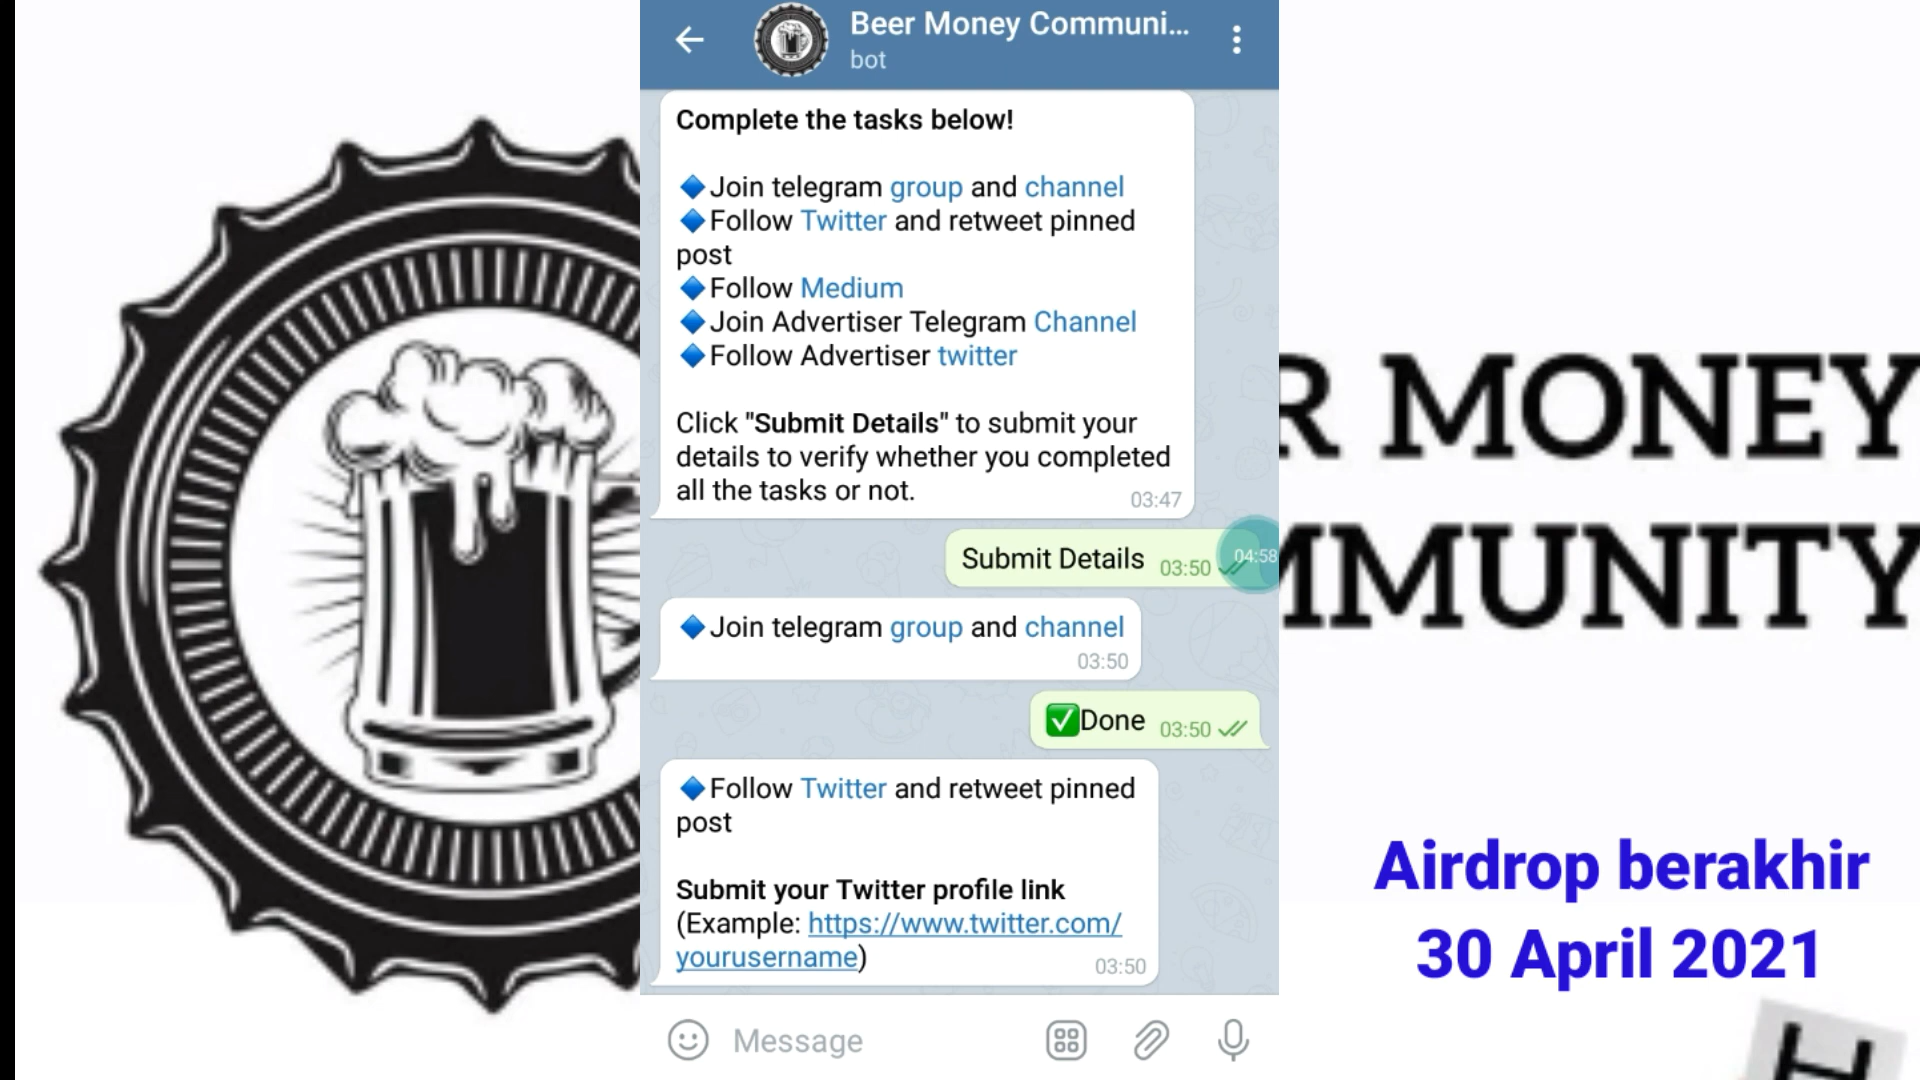 Beer Money Communi...
bot
Complete the tasks below!
🔷Join telegram group and channel
🔷Follow Twitter and retweet pinned
post
🔷Follow Medium
🔷Join Advertiser Telegram Channel
🔷Follow Advertiser twitter
Click "Submit Details" to submit your
details to verify whether you completed
all the tasks or not.
03:47
Submit Details 03:50
04:58
🔷Join telegram group and channel
03:50
✅Done 03:50
🔷Follow Twitter and retweet pinned
post
Submit your Twitter profile link
(Example: https://www.twitter.com/
yourusername)
03:50
Message
R MONEY
MMUNITY
Airdrop berakhir
30 April 2021